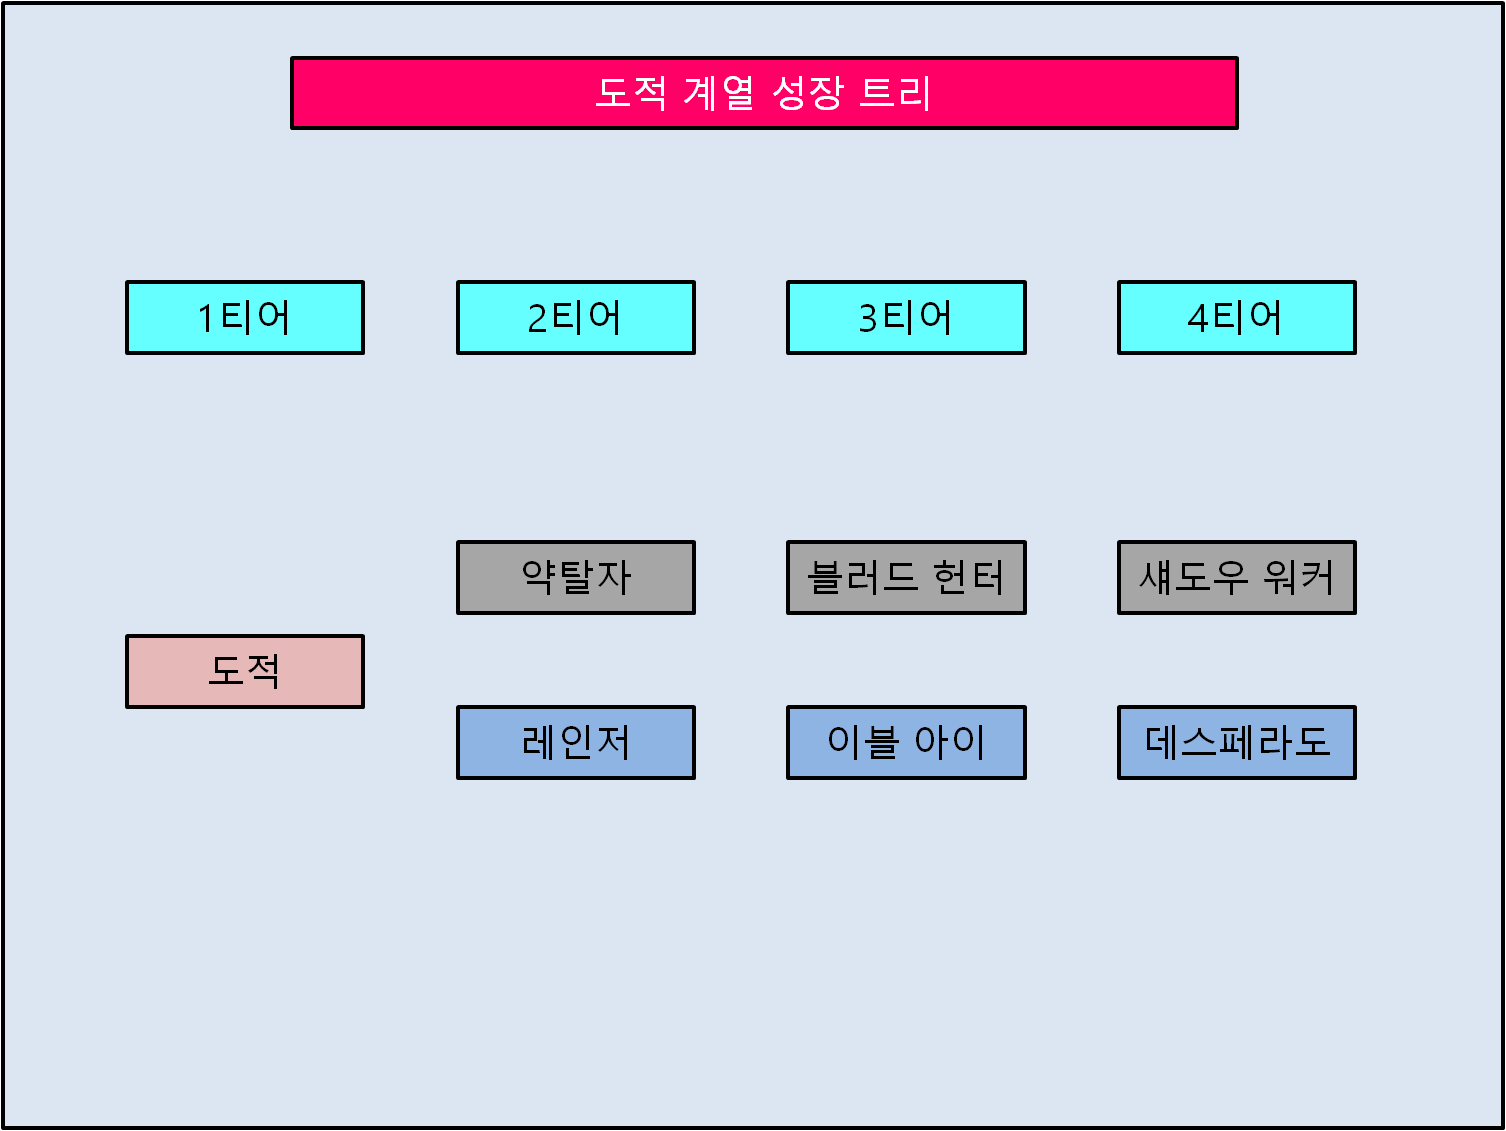 도적 계열 성장 트리
1티어 2티어 3티어 4티어
약탈자 블러드 헌터 섀도우 워커
도적
레인저 이블 아이 데스페라도